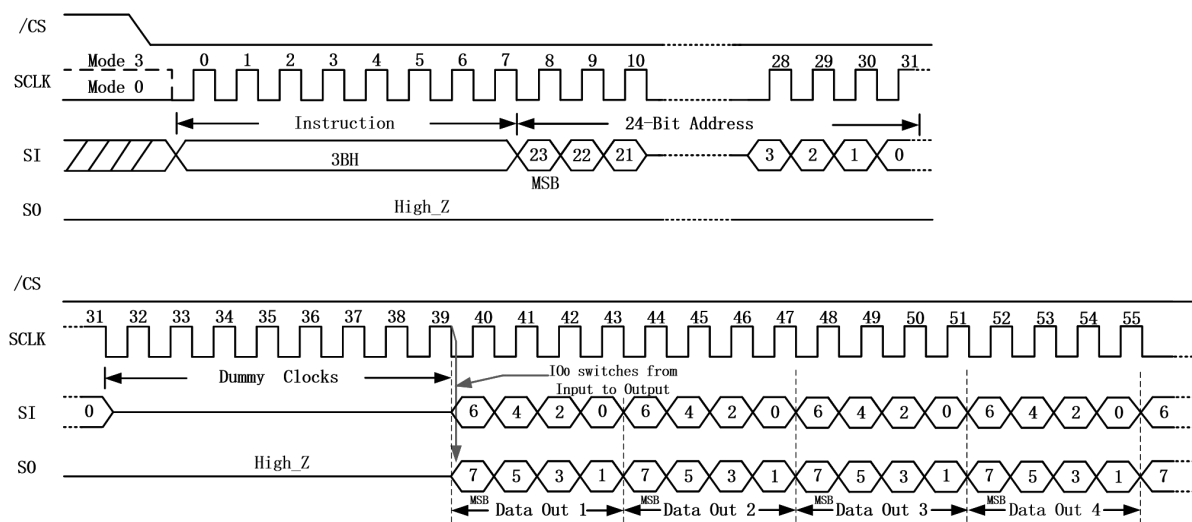 /CS
Mode 3 0 1 2 3 4 5 6 7 8 9 10 28 29 30 31
SCLK Mode 0
Instruction 24-Bit Address
SI 3BH 23 22 21 3 2 1 0
MSB
SO High_Z
/CS
31 32 33 34 35 36 37 38 39 40 41 42 43 44 45 46 47 48 49 50 51 52 53 54 55
SCLK
Dummy Clocks IOo switches from
Input to Output
SI 0 6 4 2 0 6 4 2 0 6 4 2 0 6 4 2 0 6
SO High_Z 7 5 3 1 7 5 3 1 7 5 3 1 7 5 3 1 7
MSB Data Out 1 MSB Data Out 2 MSB Data Out 3 MSB Data Out 4